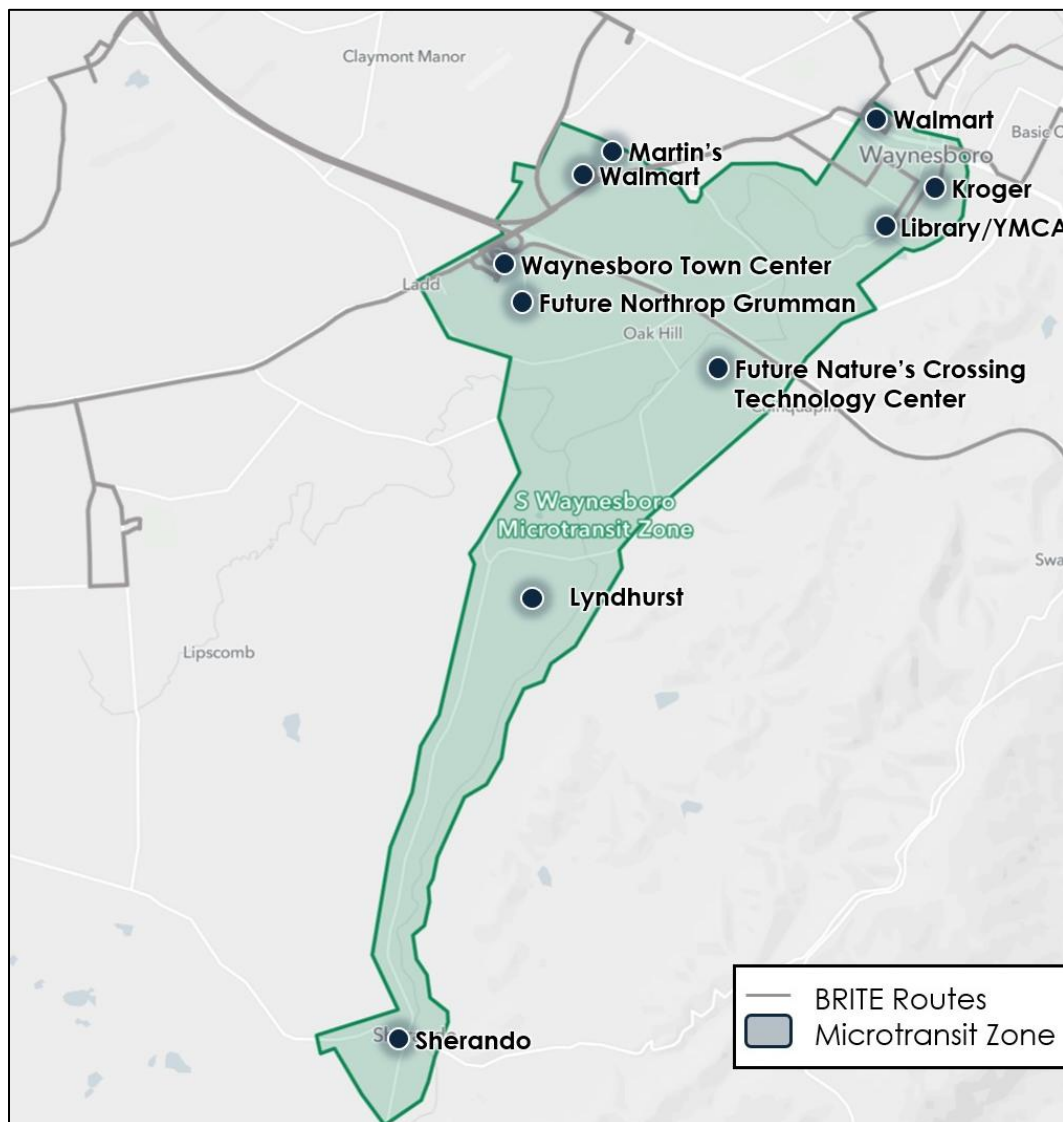 Claymont Manor
Walmart
Basic C
Martin's
Waynesboro
Walmart
Kroger
Library/YMCA
Waynesboro Town Center
Ladd
Future Northrop Grumman
Oak Hill
Future Nature's Crossing
Technology Center
S Waynesboro
Microtransit Zone
Swa
Lyndhurst
Lipscomb
BRITE Routes
Microtransit Zone
Sherando